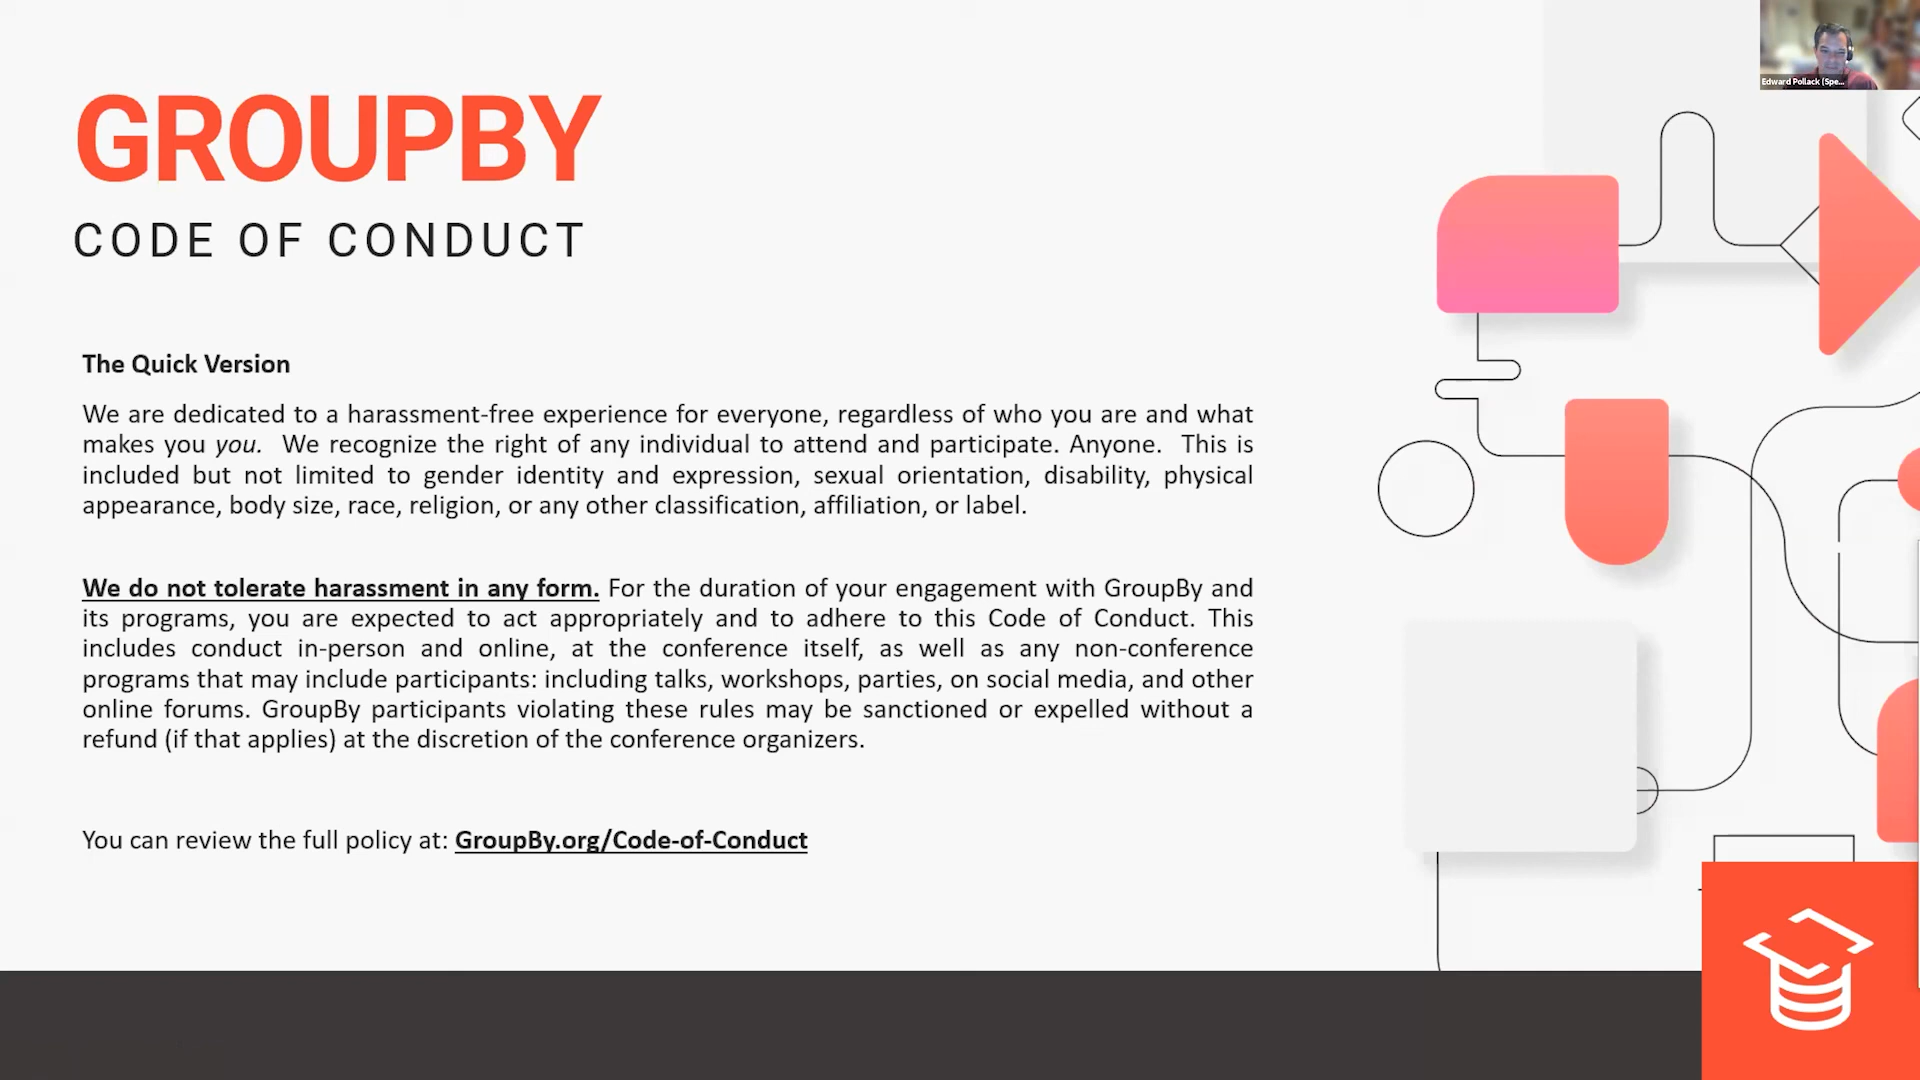 Edward Pollack (Spe...
GROUPBY
CODE OF CONDUCT
The Quick Version
We are dedicated to a harassment-free experience for everyone, regardless of who you are and what
makes you you.  We recognize the right of any individual to attend and participate. Anyone.  This is
included but not limited to gender identity and expression, sexual orientation, disability, physical
appearance, body size, race, religion, or any other classification, affiliation, or label.
We do not tolerate harassment in any form. For the duration of your engagement with GroupBy and
its programs, you are expected to act appropriately and to adhere to this Code of Conduct. This
includes conduct in-person and online, at the conference itself, as well as any non-conference
programs that may include participants: including talks, workshops, parties, on social media, and other
online forums. GroupBy participants violating these rules may be sanctioned or expelled without a
refund (if that applies) at the discretion of the conference organizers.
You can review the full policy at: GroupBy.org/Code-of-Conduct